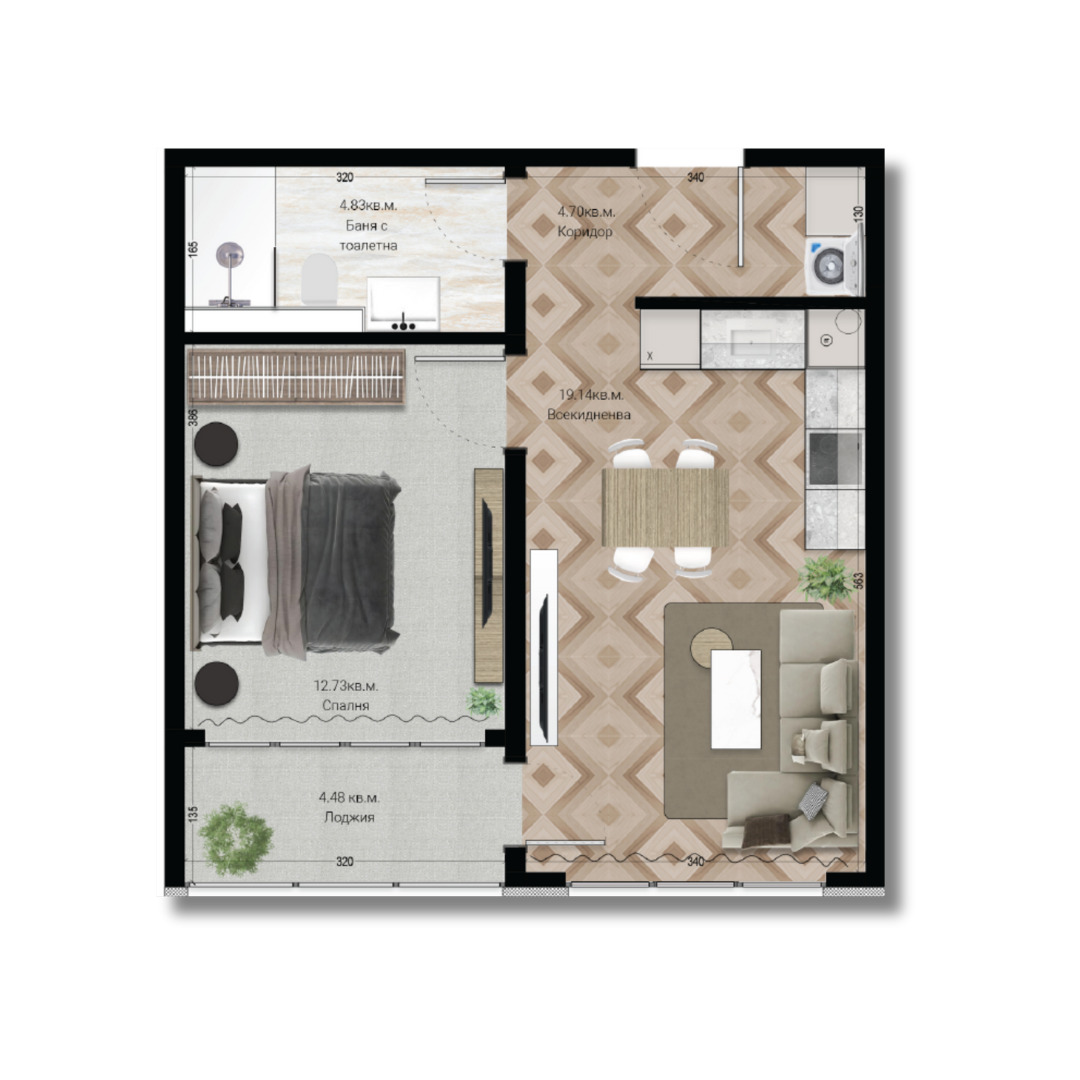 320
340
4.83кв.м.
Баня с
тоалетна
4.70кв.м.
Коридор
130
165
X
386
19.14кв.м.
Всекидненва
563
12.73кв.м.
Спалня
4.48 кв.м.
Лоджия
135
320
340